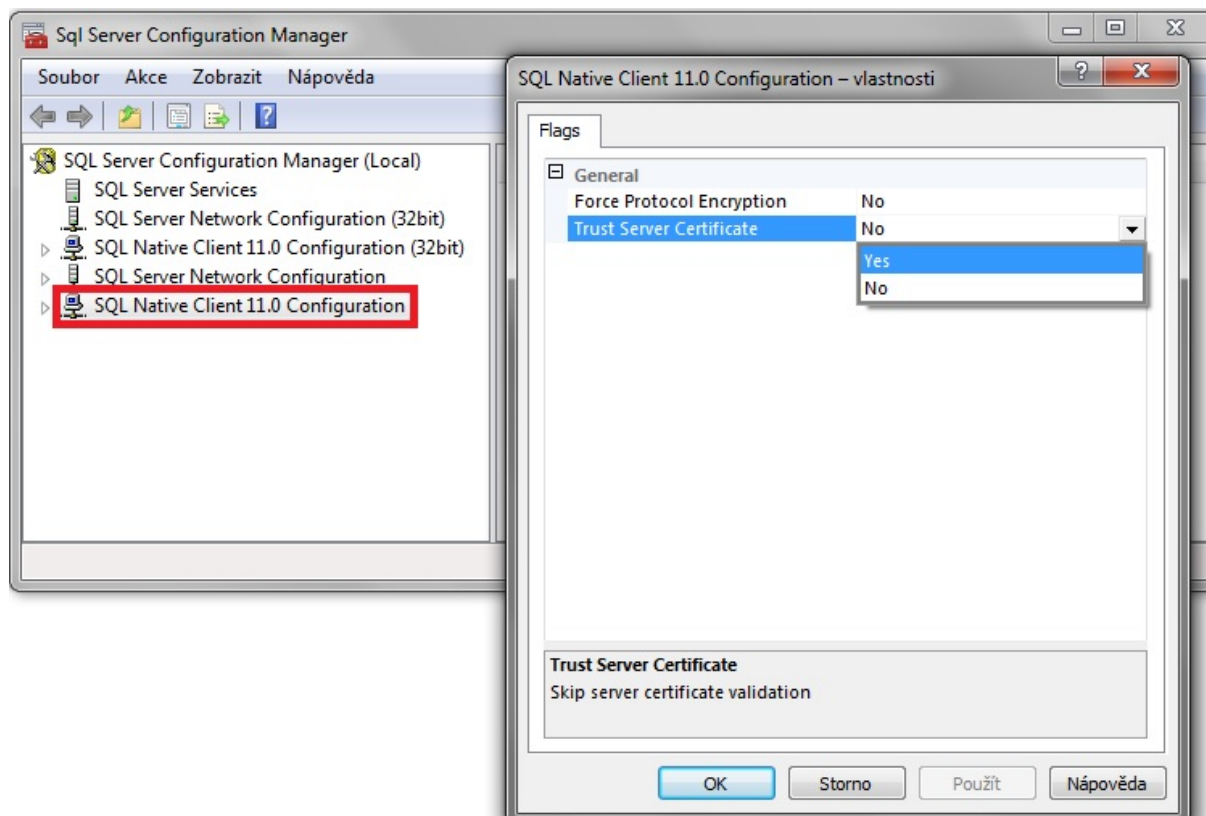 Sql Server Configuration Manager
Soubor Akce Zobrazit Nápověda
SQL Server Configuration Manager (Local)
SQL Server Services
SQL Server Network Configuration (32bit)
SQL Native Client 11.0 Configuration (32bit)
SQL Server Network Configuration
SQL Native Client 11.0 Configuration
SQL Native Client 11.0 Configuration – vlastnosti
Flags
General
Force Protocol Encryption No
Trust Server Certificate No
Yes
No
Trust Server Certificate
Skip server certificate validation
OK Storno Použít Nápověda